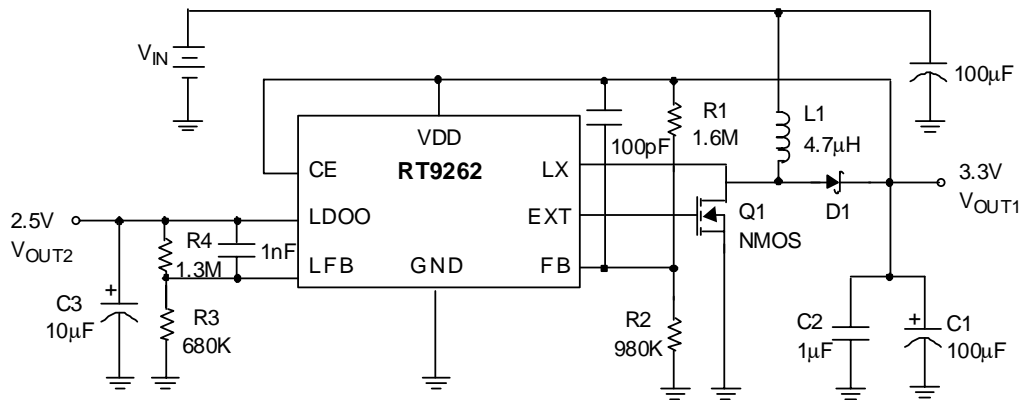 V_IN
100μF
VDD
R1
1.6M
L1
4.7μH
100pF
CE
RT9262
LX
3.3V
V_OUT1
2.5V
V_OUT2
LDOO
EXT
Q1
NMOS
D1
R4
1.3M
1nF
LFB
GND
FB
C3
+
10μF
R3
680K
R2
980K
C2
1μF
+
C1
100μF